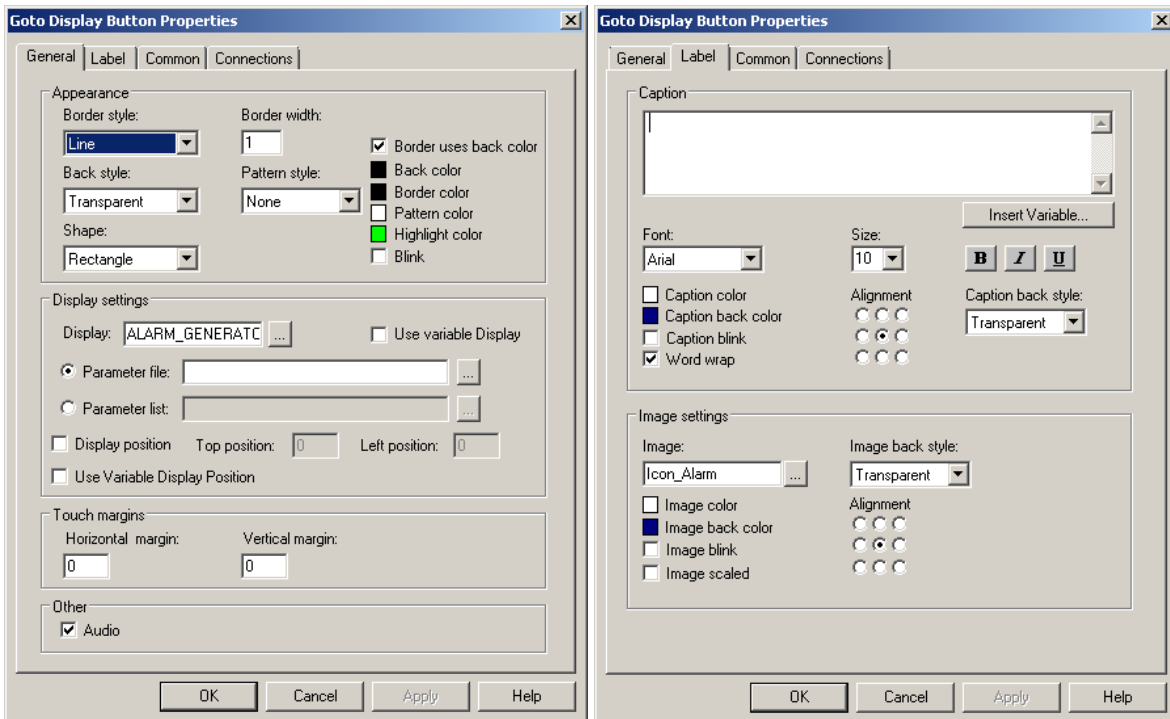 Goto Display Button Properties
General Label Common Connections
Appearance
Border style: Border width:
Line 1 Border uses back color
Back style: Pattern style: Back color
Transparent None Border color
Pattern color
Shape: Highlight color
Rectangle Blink
Display settings
Display: ALARM_GENERATO ... Use variable Display
Parameter file: ...
Parameter list: ...
Display position Top position: 0 Left position: 0
Use Variable Display Position
Touch margins
Horizontal margin: Vertical margin:
0 0
Other
Audio
OK Cancel Apply Help
Goto Display Button Properties
General Label Common Connections
Caption
Insert Variable...
Font: Size:
Arial 10 B I U
Caption color Alignment Caption back style:
Caption back color Transparent
Caption blink
Word wrap
Image settings
Image: Image back style:
Icon_Alarm ... Transparent
Image color Alignment
Image back color
Image blink
Image scaled
OK Cancel Apply Help